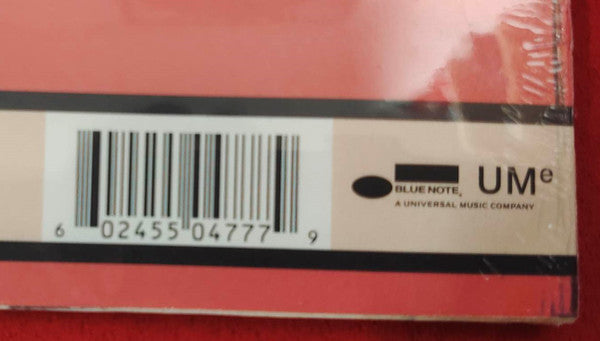 BLUE NOTE® UMe
A UNIVERSAL MUSIC COMPANY
6 02455 04777 9